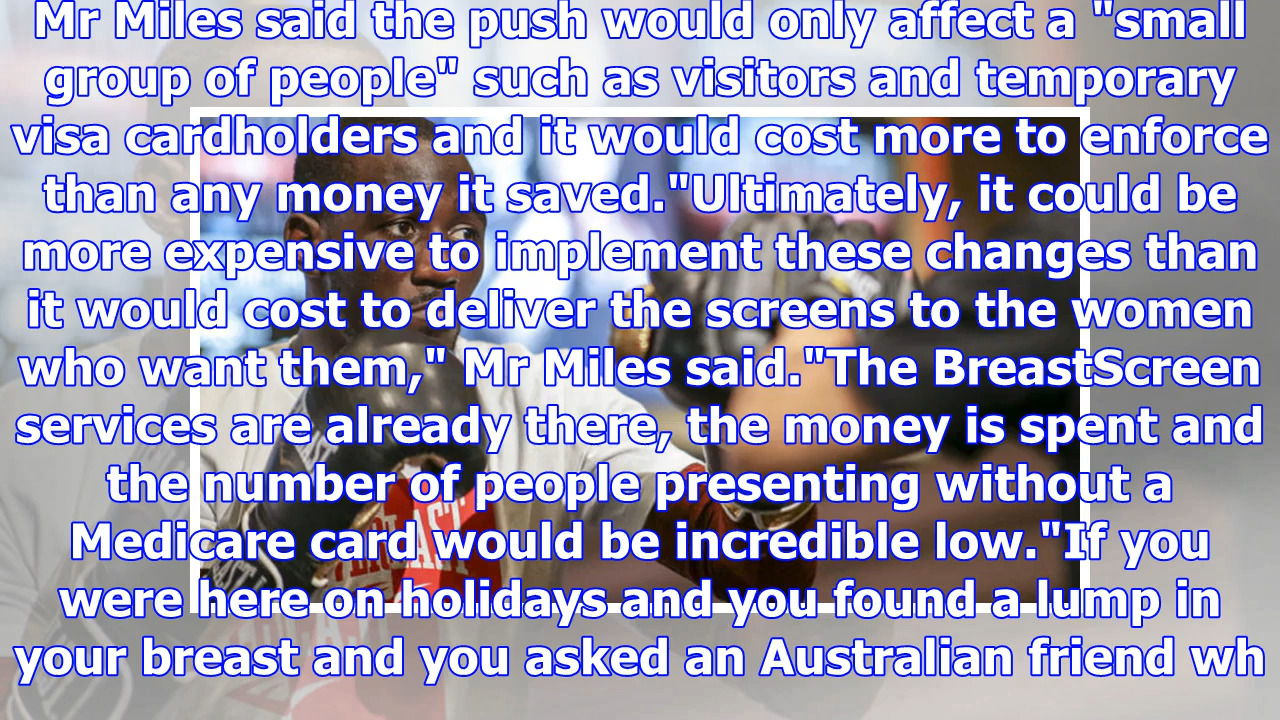 Mr Miles said the push would only affect a "small
group of people" such as visitors and temporary
visa cardholders and it would cost more to enforce
than any money it saved."Ultimately, it could be
more expensive to implement these changes than
it would cost to deliver the screens to the women
who want them," Mr Miles said."The BreastScreen
services are already there, the money is spent and
the number of people presenting without a
Medicare card would be incredible low."If you
were here on holidays and you found a lump in
your breast and you asked an Australian friend wh